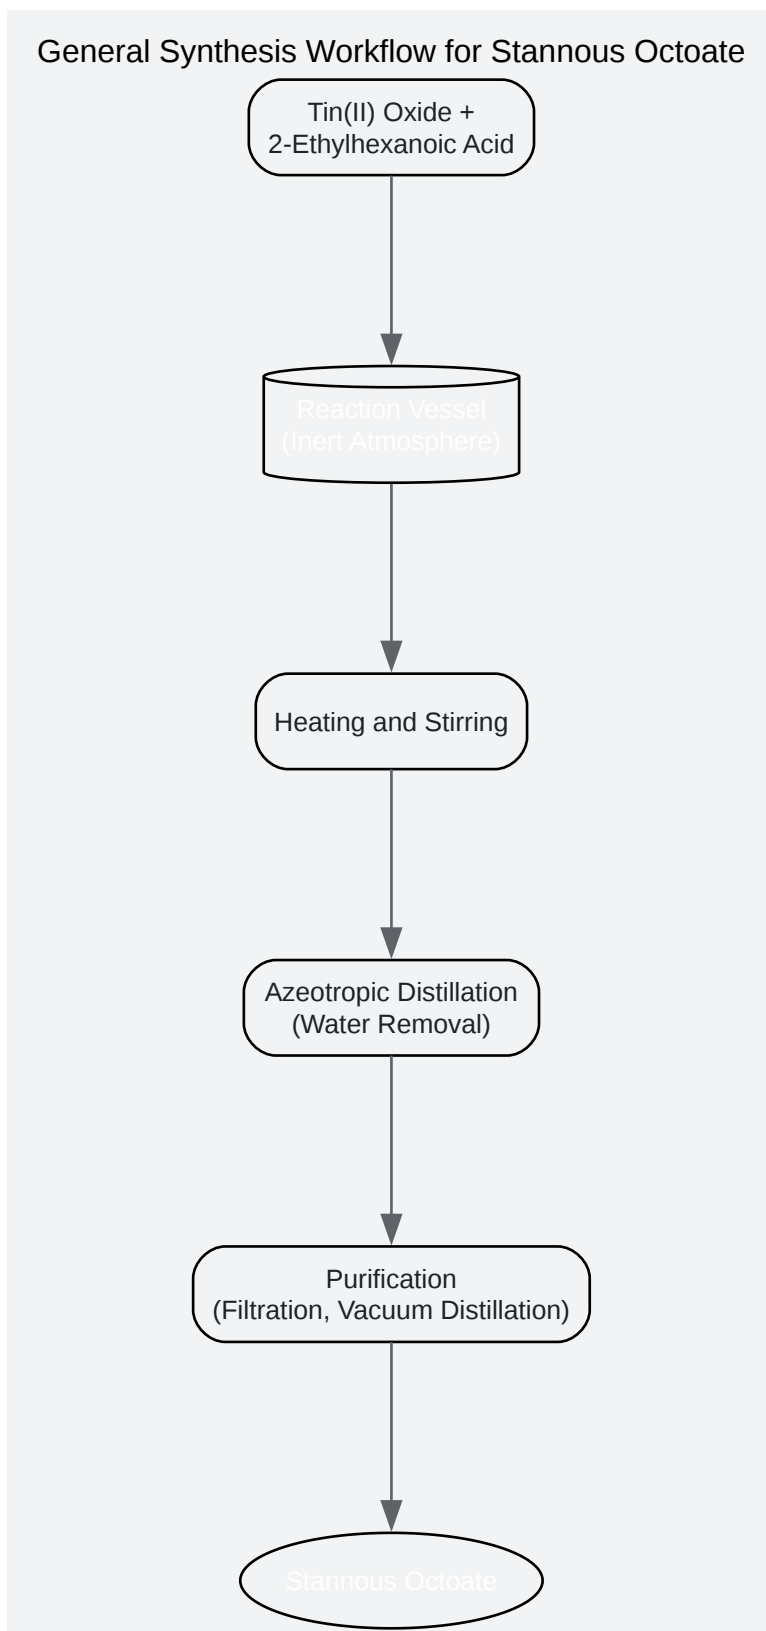 General Synthesis Workflow for Stannous Octoate
Tin(II) Oxide +
2-Ethylhexanoic Acid
Reaction Vessel
(Inert Atmosphere)
Heating and Stirring
Azeotropic Distillation
(Water Removal)
Purification
(Filtration, Vacuum Distillation)
Stannous Octoate